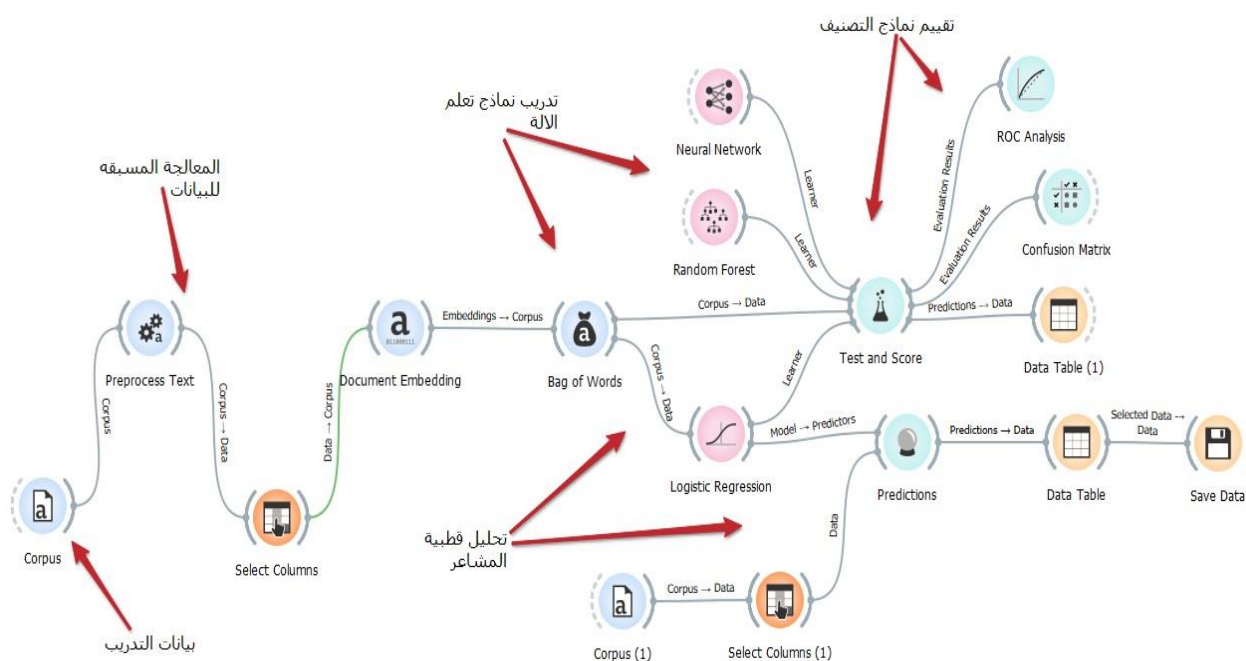 تقييم نماذج التصنيف
تدريب نماذج تعلم
الالة
المعالجة المسبقه
للبيانات
Neural Network
ROC Analysis
Learner
Evaluation Results
Random Forest
Learner
Evaluation Results
Confusion Matrix
Preprocess Text
Document Embedding
Embeddings → Corpus
Bag of Words
Corpus → Data
Test and Score
Predictions → Data
Data Table (1)
Corpus
Corpus → Data
Data → Corpus
Corpus → Data
Learner
Logistic Regression
Model → Predictors
Predictions
Predictions → Data
Data Table
Selected Data →
Data
Save Data
Corpus
Select Columns
تحليل قطبية
المشاعر
Data
Corpus (1)
Corpus → Data
Select Columns (1)
بيانات التدريب